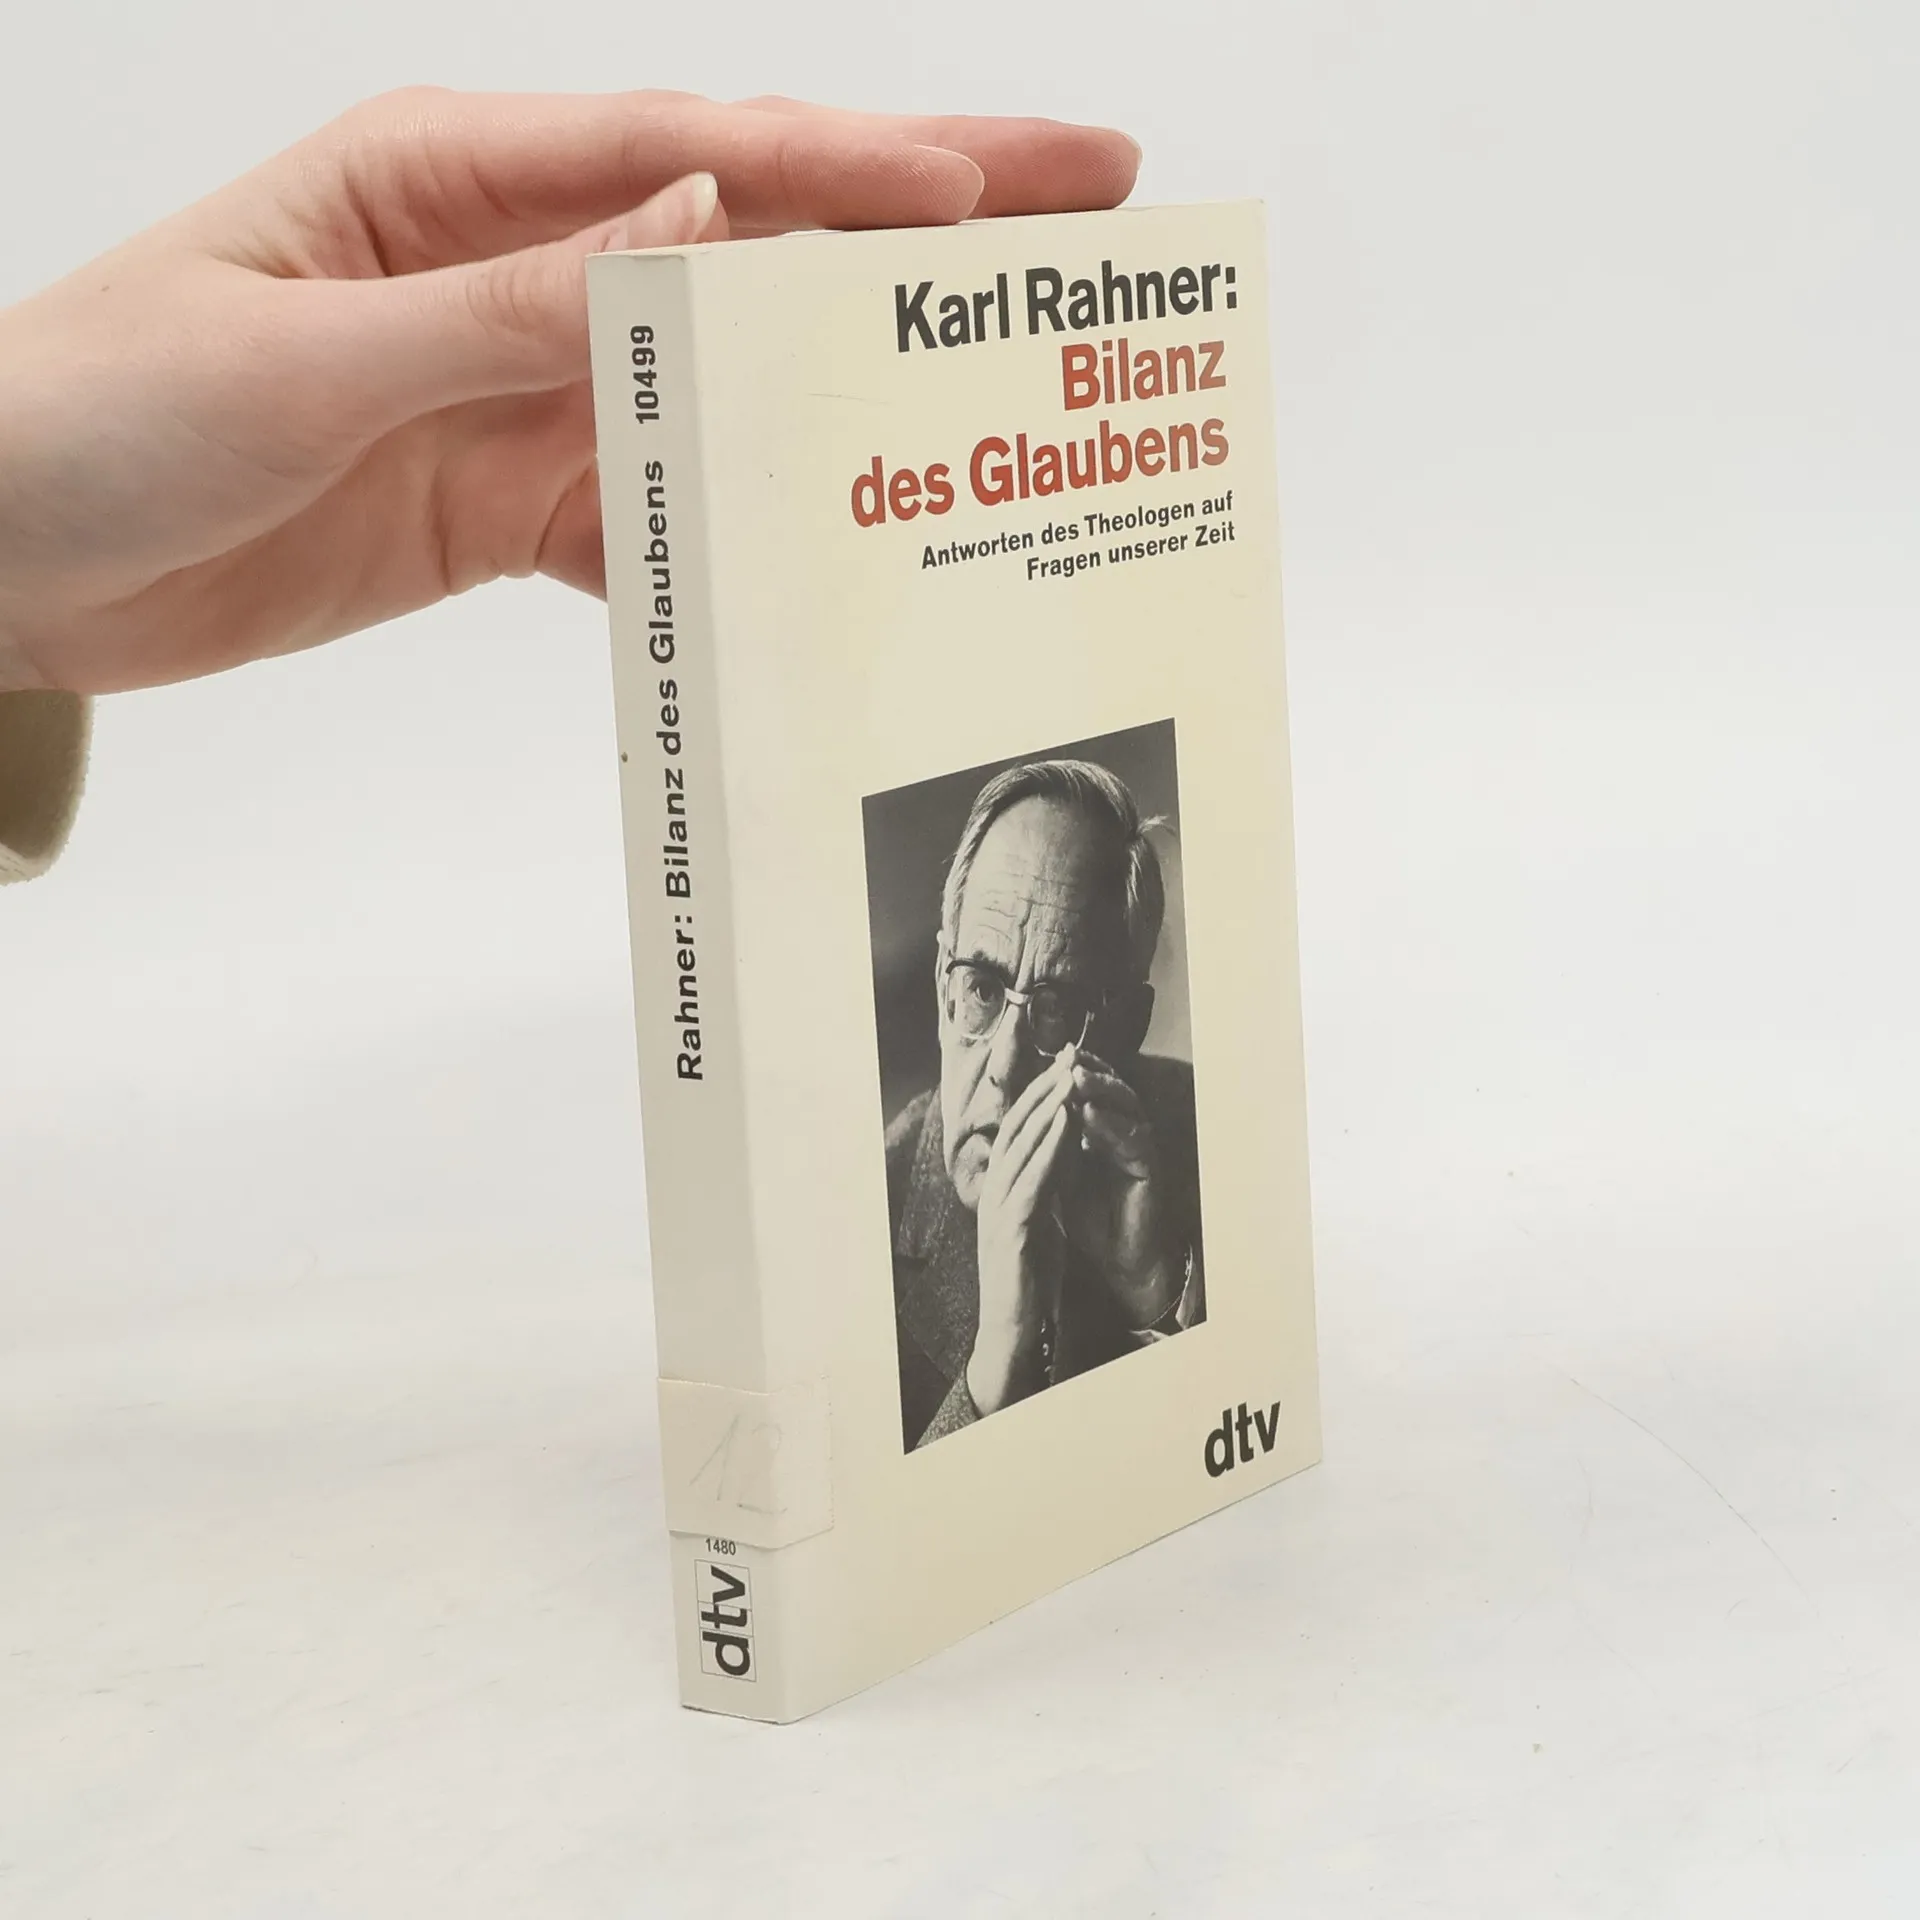 Karl Rahner:
Bilanz
des Glaubens
Antworten des Theologen auf
Fragen unserer Zeit
dtv
Rahner: Bilanz des Glaubens 10499
12
1480
dtv